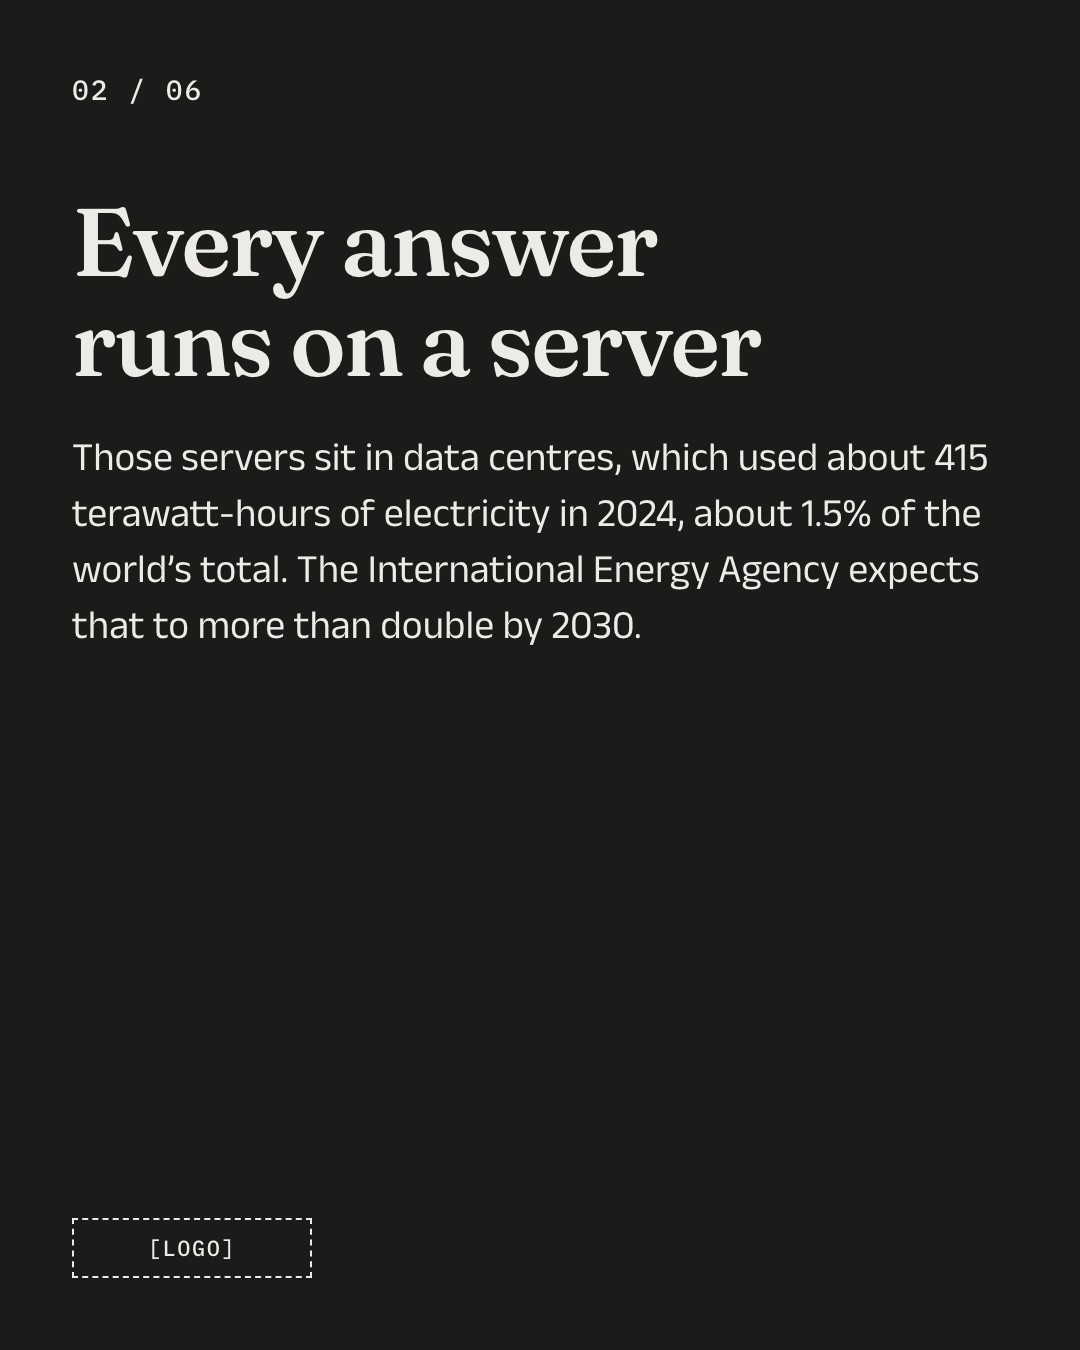 02 / 06
Every answer
runs on a server
Those servers sit in data centres, which used about 415
terawatt-hours of electricity in 2024, about 1.5% of the
world’s total. The International Energy Agency expects
that to more than double by 2030.
[LOGO]